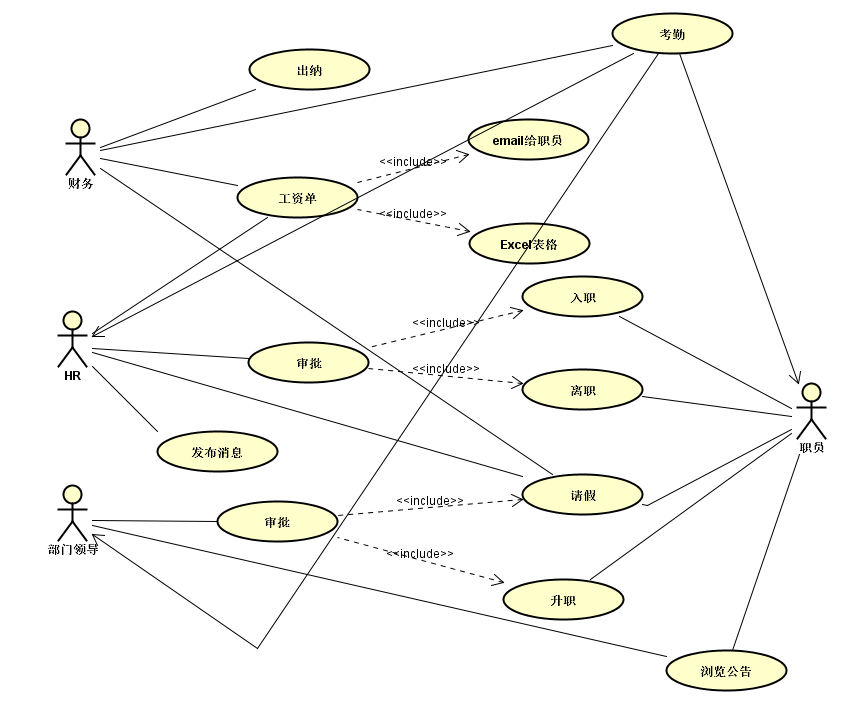 考勤
出纳
财务
email给职员
<<include>>
工资单
<<include>>
Excel表格
入职
HR
<<include>>
审批
<<include>>
离职
职员
发布消息
部门领导
<<include>>
请假
审批
<<include>>
升职
浏览公告